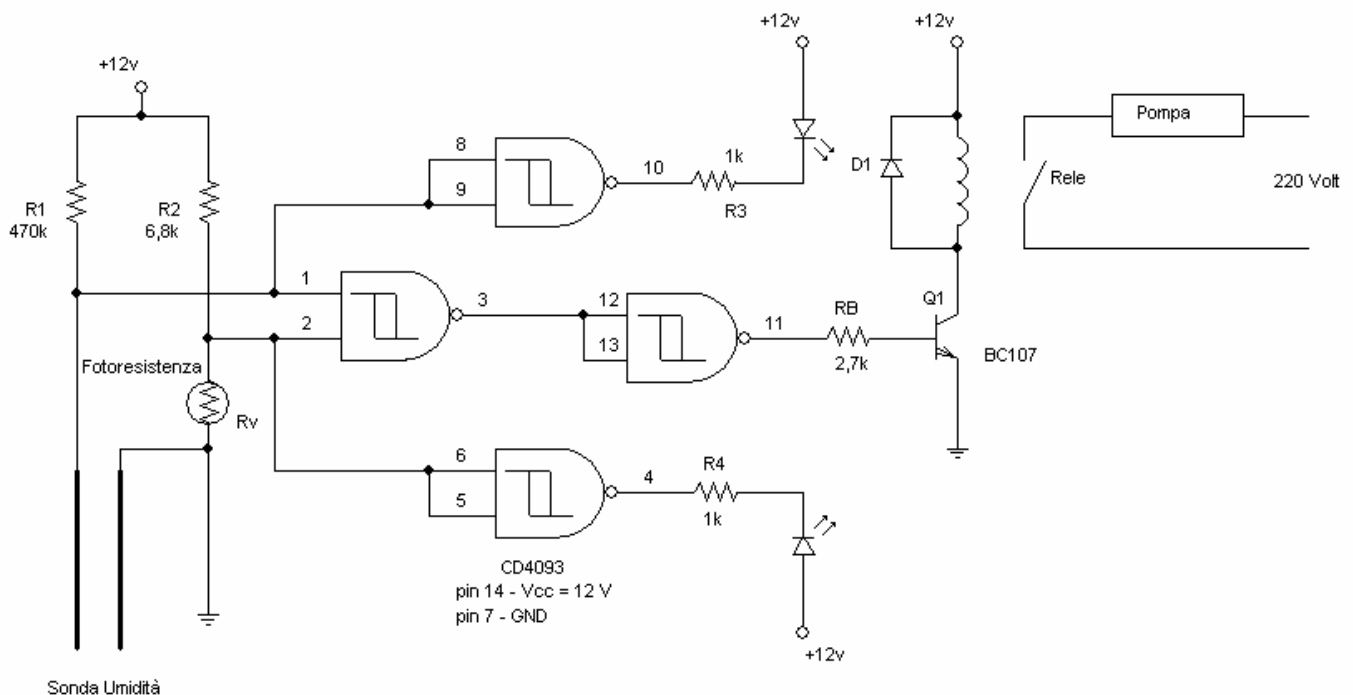 +12v
+12v
+12v
R1
470k
R2
6,8k
8
9
10
1k
R3
D1
Pompa
Rele
220 Volt
1
2
3
12
13
11
RB
2,7k
Q1
BC107
Fotoresistenza
Rv
6
5
4
R4
1k
CD4093
pin 14 - Vcc = 12 V
pin 7 - GND
+12v
Sonda Umidità